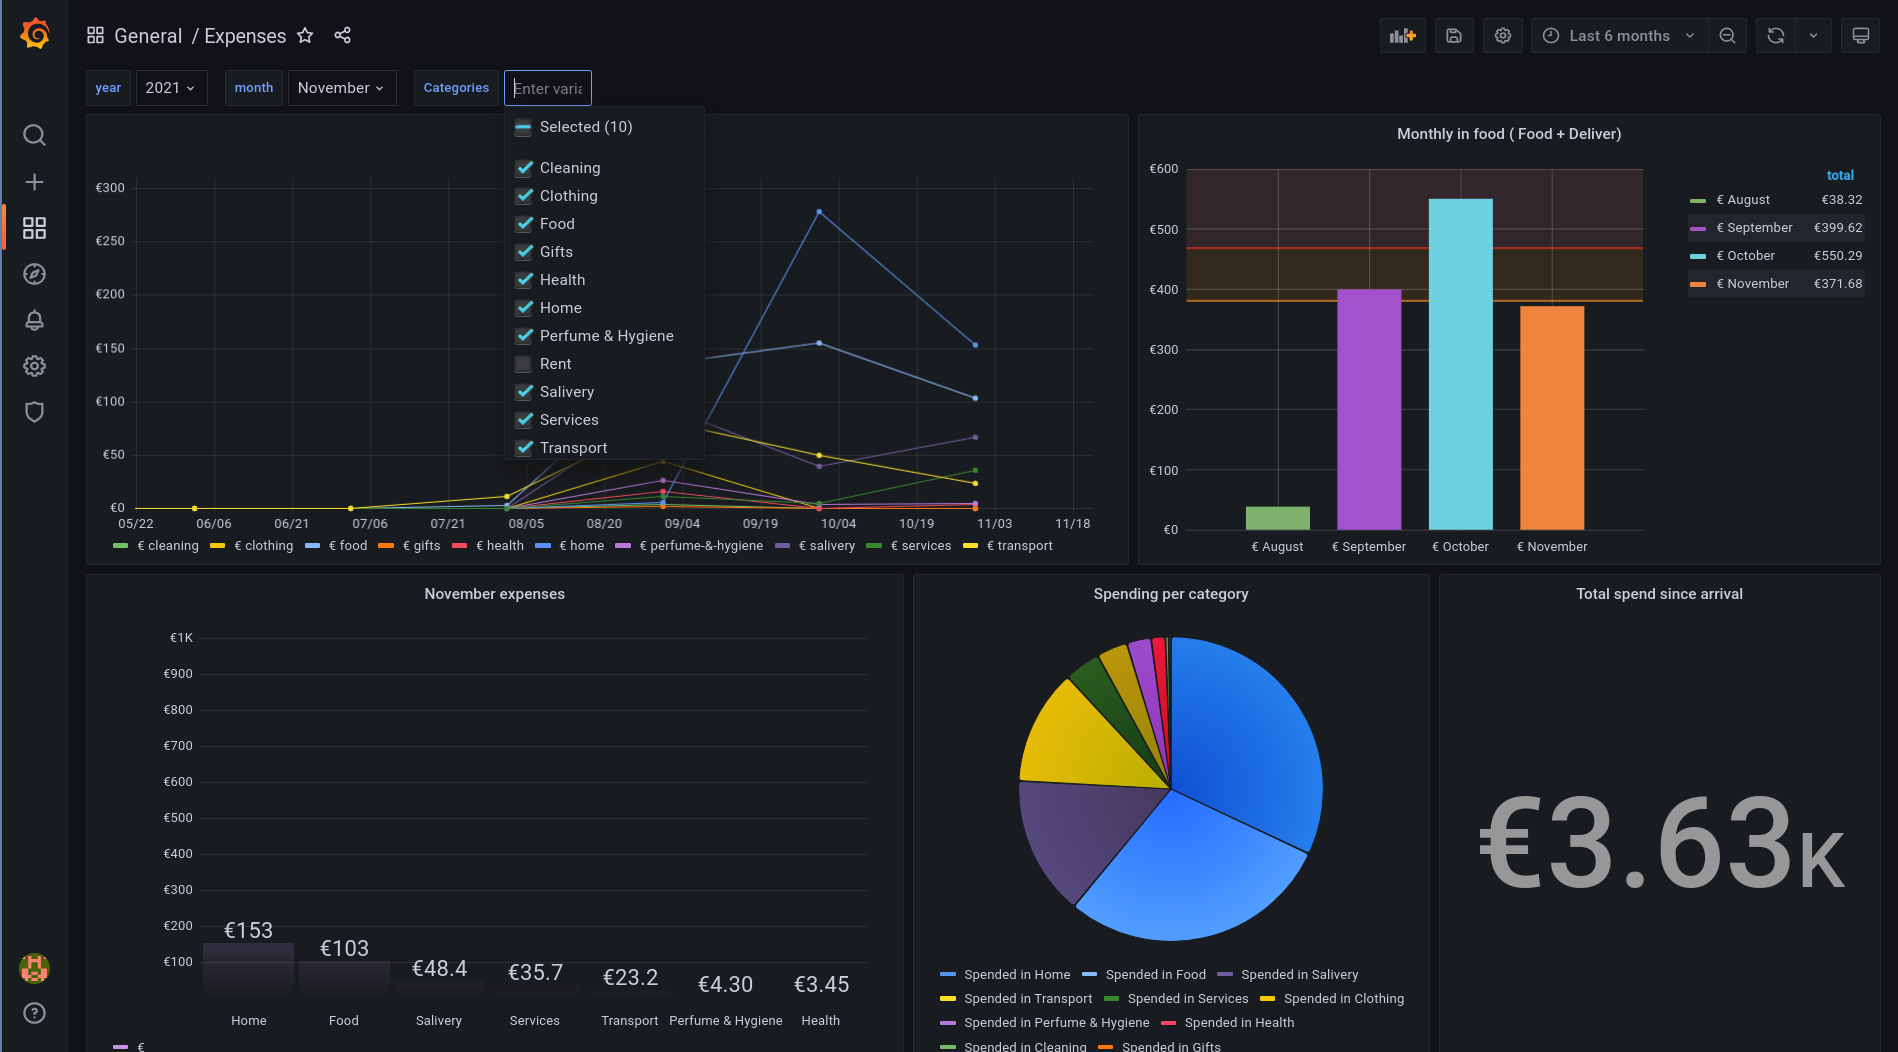 General / Expenses
Last 6 months
year 2021 month November Categories Enter varia
Selected (10)
Cleaning
Clothing
Food
Gifts
Health
Home
Perfume & Hygiene
Rent
Salivery
Services
Transport
€300
€250
€200
€150
€100
€50
€0
05/22 06/06 06/21 07/06 07/21 08/05 08/20 09/04 09/19 10/04 10/19 11/03 11/18
€ cleaning € clothing € food € gifts € health € home € perfume-&-hygiene € salivery € services € transport
Monthly in food ( Food + Deliver)
€600
€500
€400
€300
€200
€100
€0
€ August € September € October € November
total
€ August €38.32
€ September €399.62
€ October €550.29
€ November €371.68
November expenses
€1K
€900
€800
€700
€600
€500
€400
€300
€200
€100
€153 €103 €48.4 €35.7 €23.2 €4.30 €3.45
Home Food Salivery Services Transport Perfume & Hygiene Health
€
Spending per category
Spended in Home Spended in Food Spended in Salivery
Spended in Transport Spended in Services Spended in Clothing
Spended in Perfume & Hygiene Spended in Health
Spended in Cleaning Spended in Gifts
Total spend since arrival
€3.63K